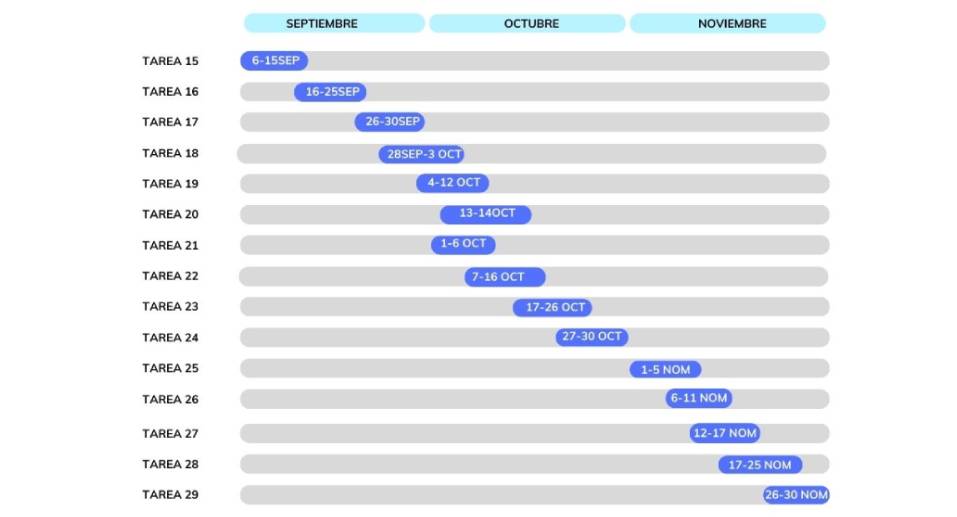 SEPTIEMBRE OCTUBRE NOVIEMBRE
TAREA 15 6-15SEP
TAREA 16 16-25SEP
TAREA 17 26-30SEP
TAREA 18 28SEP-3 OCT
TAREA 19 4-12 OCT
TAREA 20 13-14OCT
TAREA 21 1-6 OCT
TAREA 22 7-16 OCT
TAREA 23 17-26 OCT
TAREA 24 27-30 OCT
TAREA 25 1-5 NOM
TAREA 26 6-11 NOM
TAREA 27 12-17 NOM
TAREA 28 17-25 NOM
TAREA 29 26-30 NOM